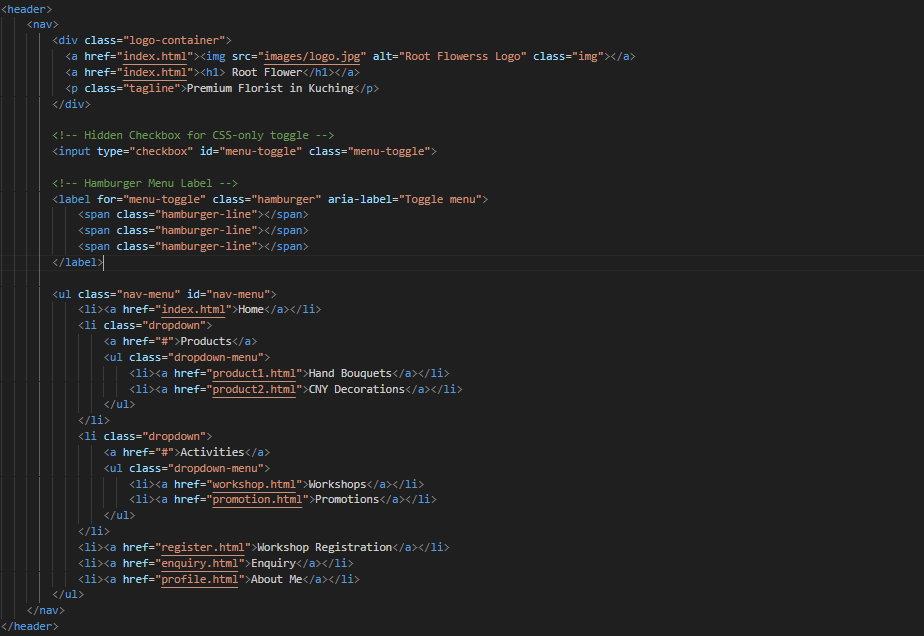 <header>
<nav>
<div class="logo-container">
<a href="index.html"><img src="images/logo.jpg" alt="Root Flowerss Logo" class="img"></a>
<a href="index.html"><h1> Root Flower</h1></a>
<p class="tagline">Premium Florist in Kuching</p>
</div>
<!-- Hidden Checkbox for CSS-only toggle -->
<input type="checkbox" id="menu-toggle" class="menu-toggle">
<!-- Hamburger Menu Label -->
<label for="menu-toggle" class="hamburger" aria-label="Toggle menu">
<span class="hamburger-line"></span>
<span class="hamburger-line"></span>
<span class="hamburger-line"></span>
</label>
<ul class="nav-menu" id="nav-menu">
<li><a href="index.html">Home</a></li>
<li class="dropdown">
<a href="#">Products</a>
<ul class="dropdown-menu">
<li><a href="product1.html">Hand Bouquets</a></li>
<li><a href="product2.html">CNY Decorations</a></li>
</ul>
</li>
<li class="dropdown">
<a href="#">Activities</a>
<ul class="dropdown-menu">
<li><a href="workshop.html">Workshops</a></li>
<li><a href="promotion.html">Promotions</a></li>
</ul>
</li>
<li><a href="register.html">Workshop Registration</a></li>
<li><a href="enquiry.html">Enquiry</a></li>
<li><a href="profile.html">About Me</a></li>
</ul>
</nav>
</header>